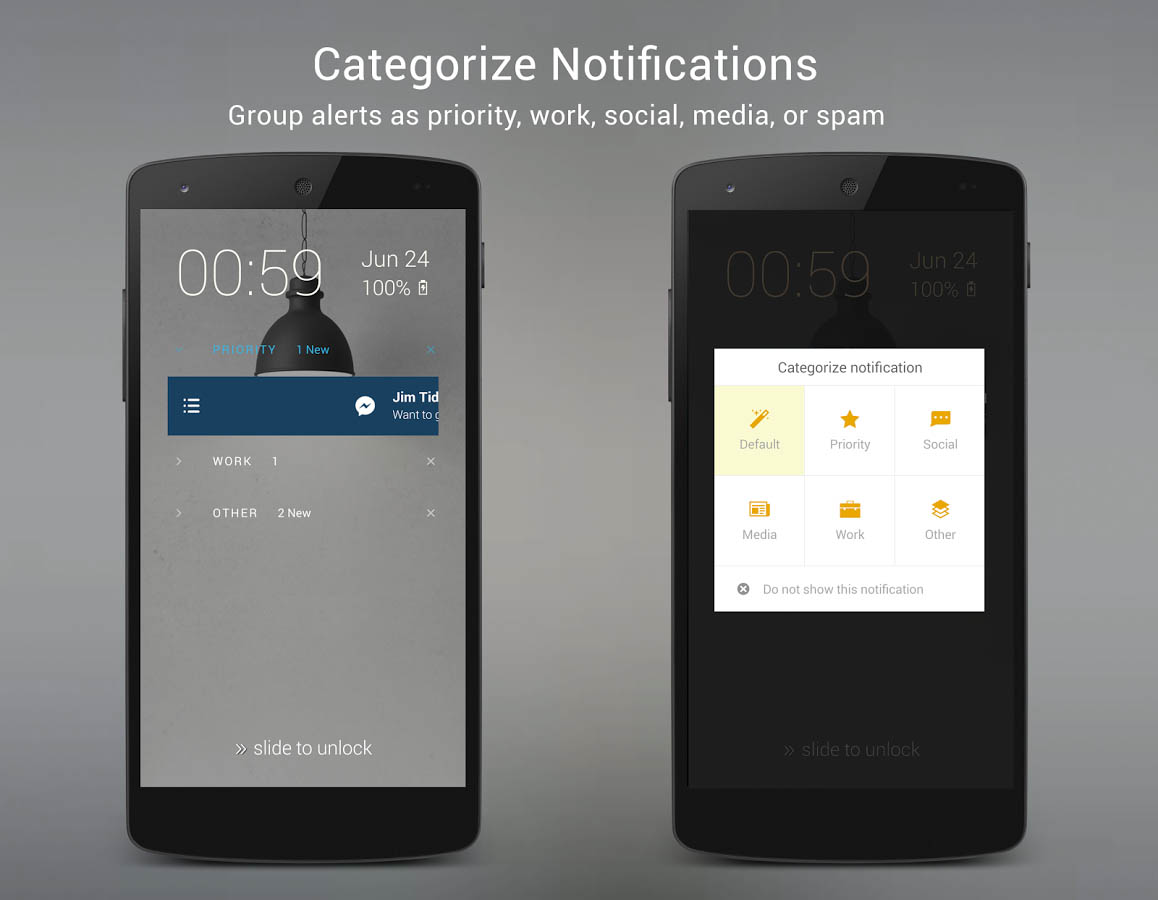 Categorize Notifications
Group alerts as priority, work, social, media, or spam
00:59
Jun 24
100%
PRIORITY 1 New
Jim Tid
Want to g
WORK 1
OTHER 2 New
» slide to unlock
00:59
Jun 24
100%
Categorize notification
Default Priority Social
Media Work Other
Do not show this notification
» slide to unlock